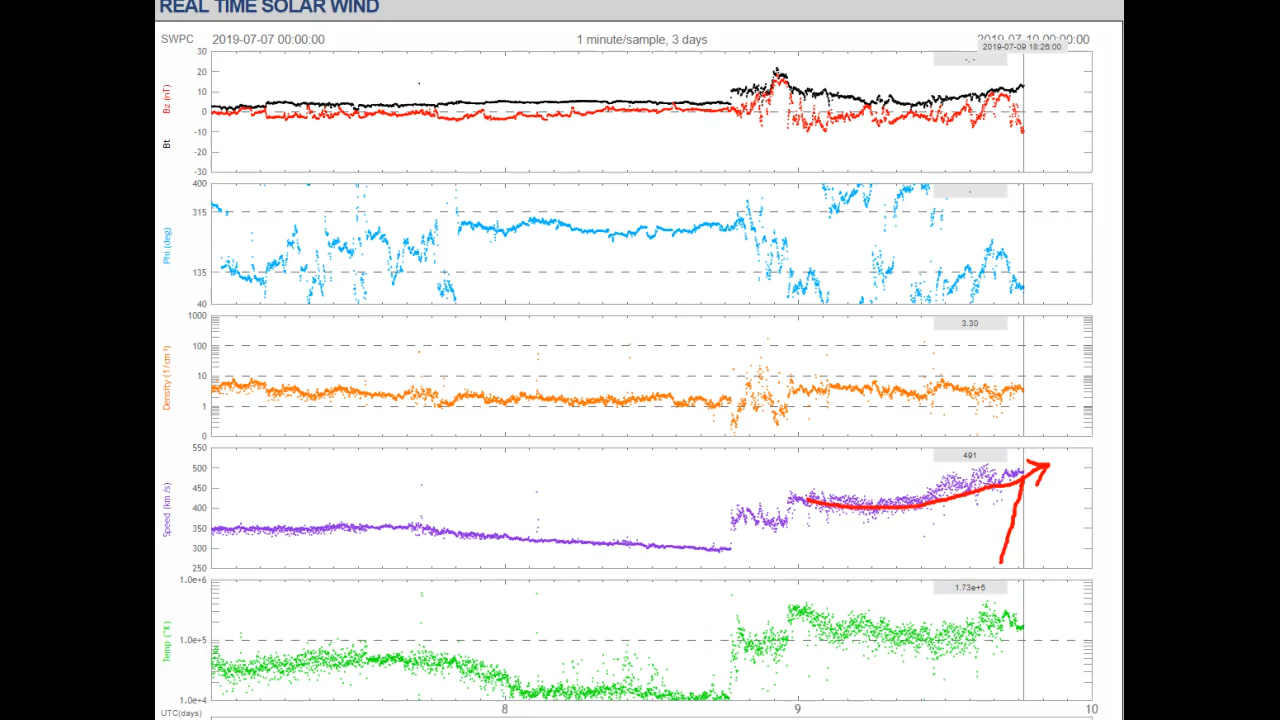 REAL TIME SOLAR WIND
SWPC 2019-07-07 00:00:00 1 minute/sample, 3 days 2019-07-10 00:00:00
2019-07-09 18:26:00
-, -
Bt Bz (nT)
30
20
10
0
-10
-20
-30
-
Phi (deg)
400
315
135
40
3.30
Density (1/cm³)
1000
100
10
1
0
491
Speed (km/s)
550
500
450
400
350
300
250
1.73e+5
Temp (°K)
1.0e+6
1.0e+5
1.0e+4
UTC(days) 8 9 10